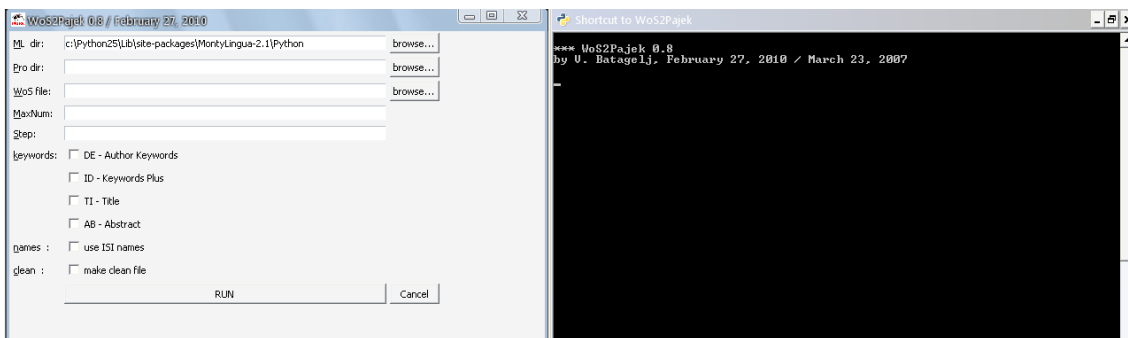 WoS2Pajek 0.8 / February 27, 2010
ML dir: c:\Python25\Lib\site-packages\MontyLingua-2.1\Python browse...
Pro dir: browse...
WoS file: browse...
MaxNum:
Step:
keywords: DE - Author Keywords
ID - Keywords Plus
TI - Title
AB - Abstract
names : use ISI names
clean : make clean file
RUN Cancel
Shortcut to WoS2Pajek
*** WoS2Pajek 0.8
by V. Batagelj, February 27, 2010 / March 23, 2007